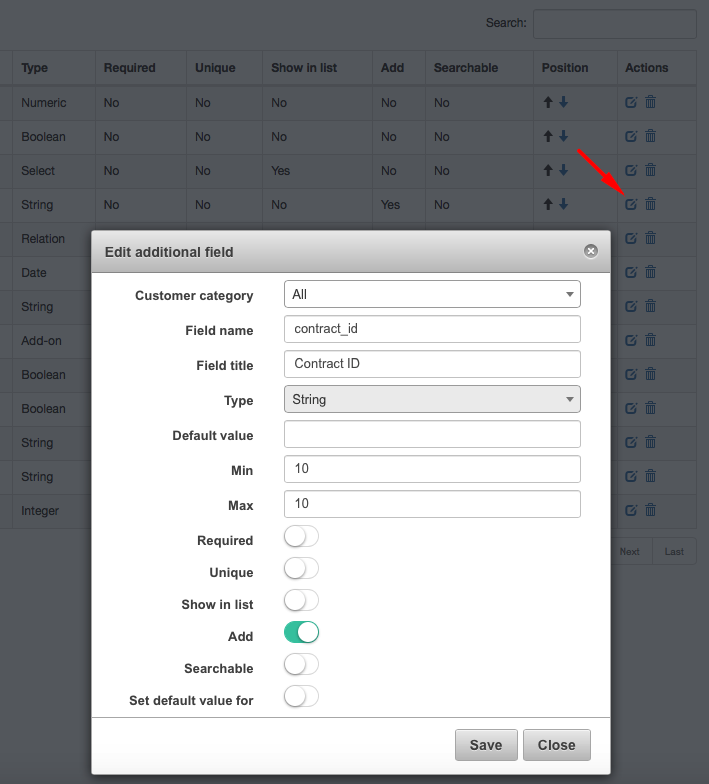 Search:
Type Required Unique Show in list Add Searchable Position Actions
Numeric No No No No No
Boolean No No No No No
Select No No Yes No No
String No No No Yes No
Relation
Date
String
Add-on
Boolean
Boolean
String
String
Integer
Next Last
Edit additional field
Customer category All
Field name contract_id
Field title Contract ID
Type String
Default value
Min 10
Max 10
Required
Unique
Show in list
Add
Searchable
Set default value for
Save Close